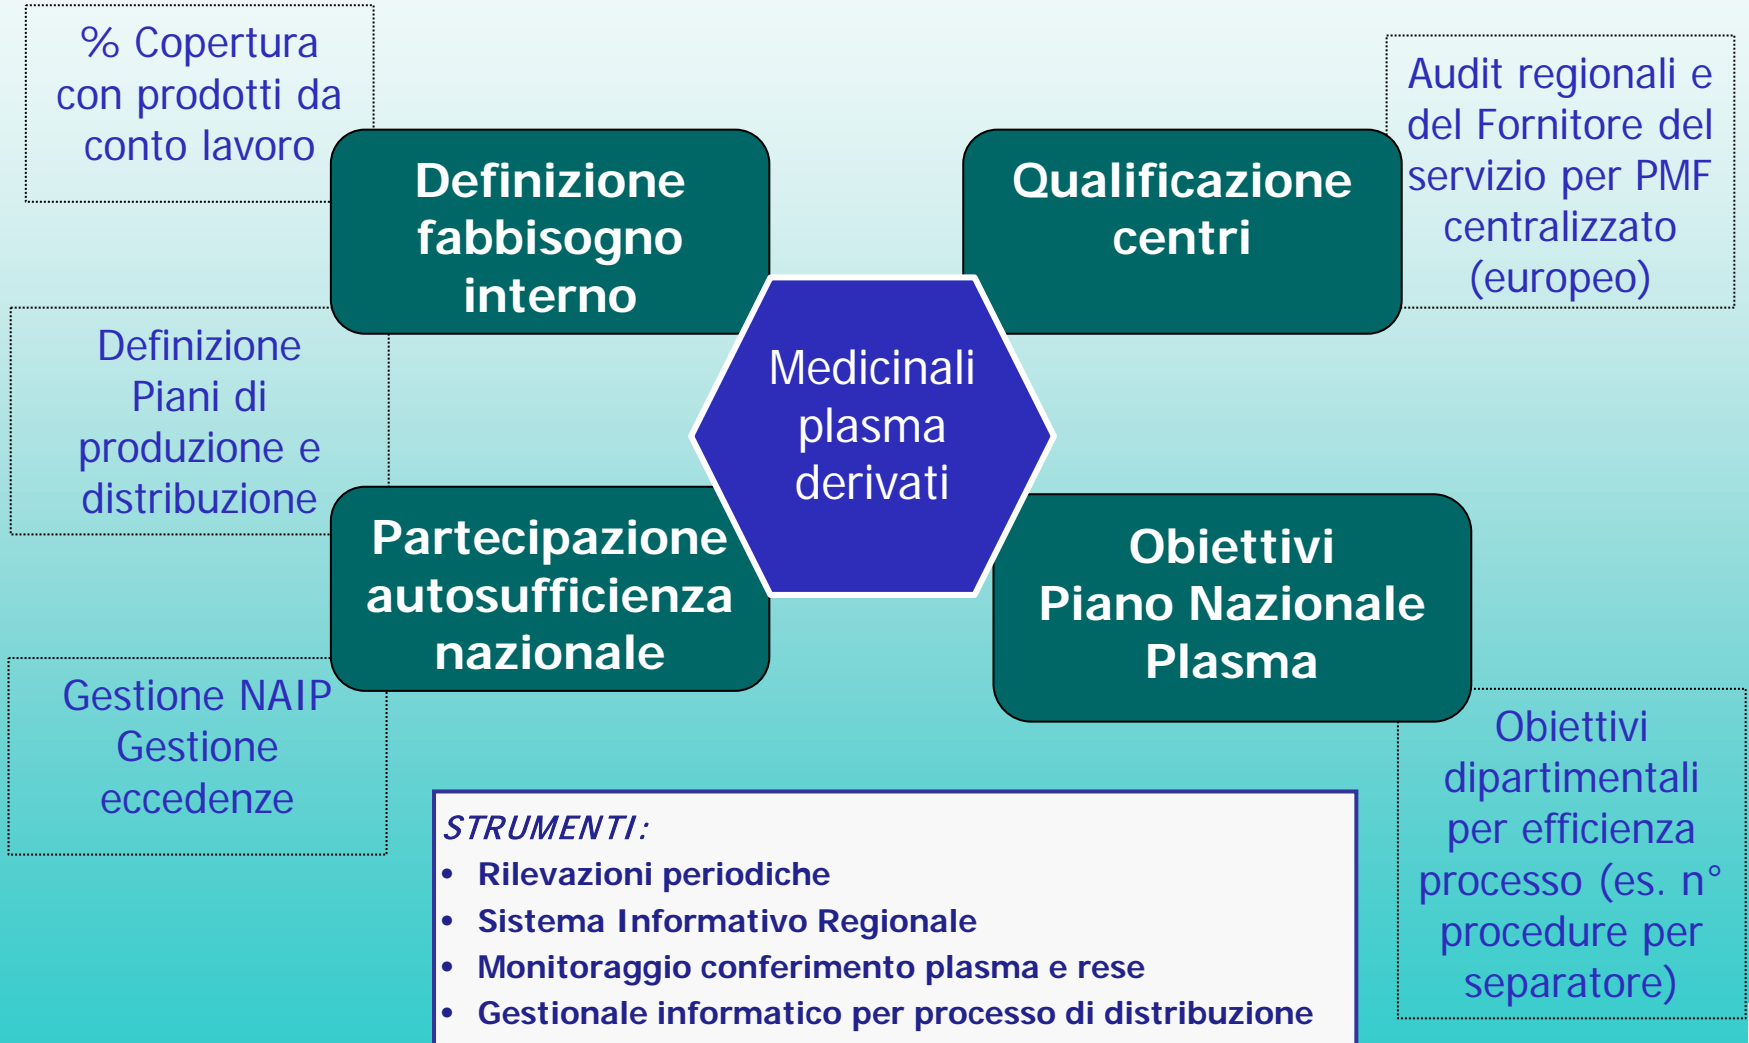 % Copertura
con prodotti da
conto lavoro
Definizione
fabbisogno
interno
Qualificazione
centri
Audit regionali e
del Fornitore del
servizio per PMF
centralizzato
(europeo)
Definizione
Piani di
produzione e
distribuzione
Medicinali
plasma
derivati
Partecipazione
autosufficienza
nazionale
Obiettivi
Piano Nazionale
Plasma
Gestione NAIP
Gestione
eccedenze
Obiettivi
dipartimentali
per efficienza
processo (es. n°
procedure per
separatore)
STRUMENTI:
• Rilevazioni periodiche
• Sistema Informativo Regionale
• Monitoraggio conferimento plasma e rese
• Gestionale informatico per processo di distribuzione